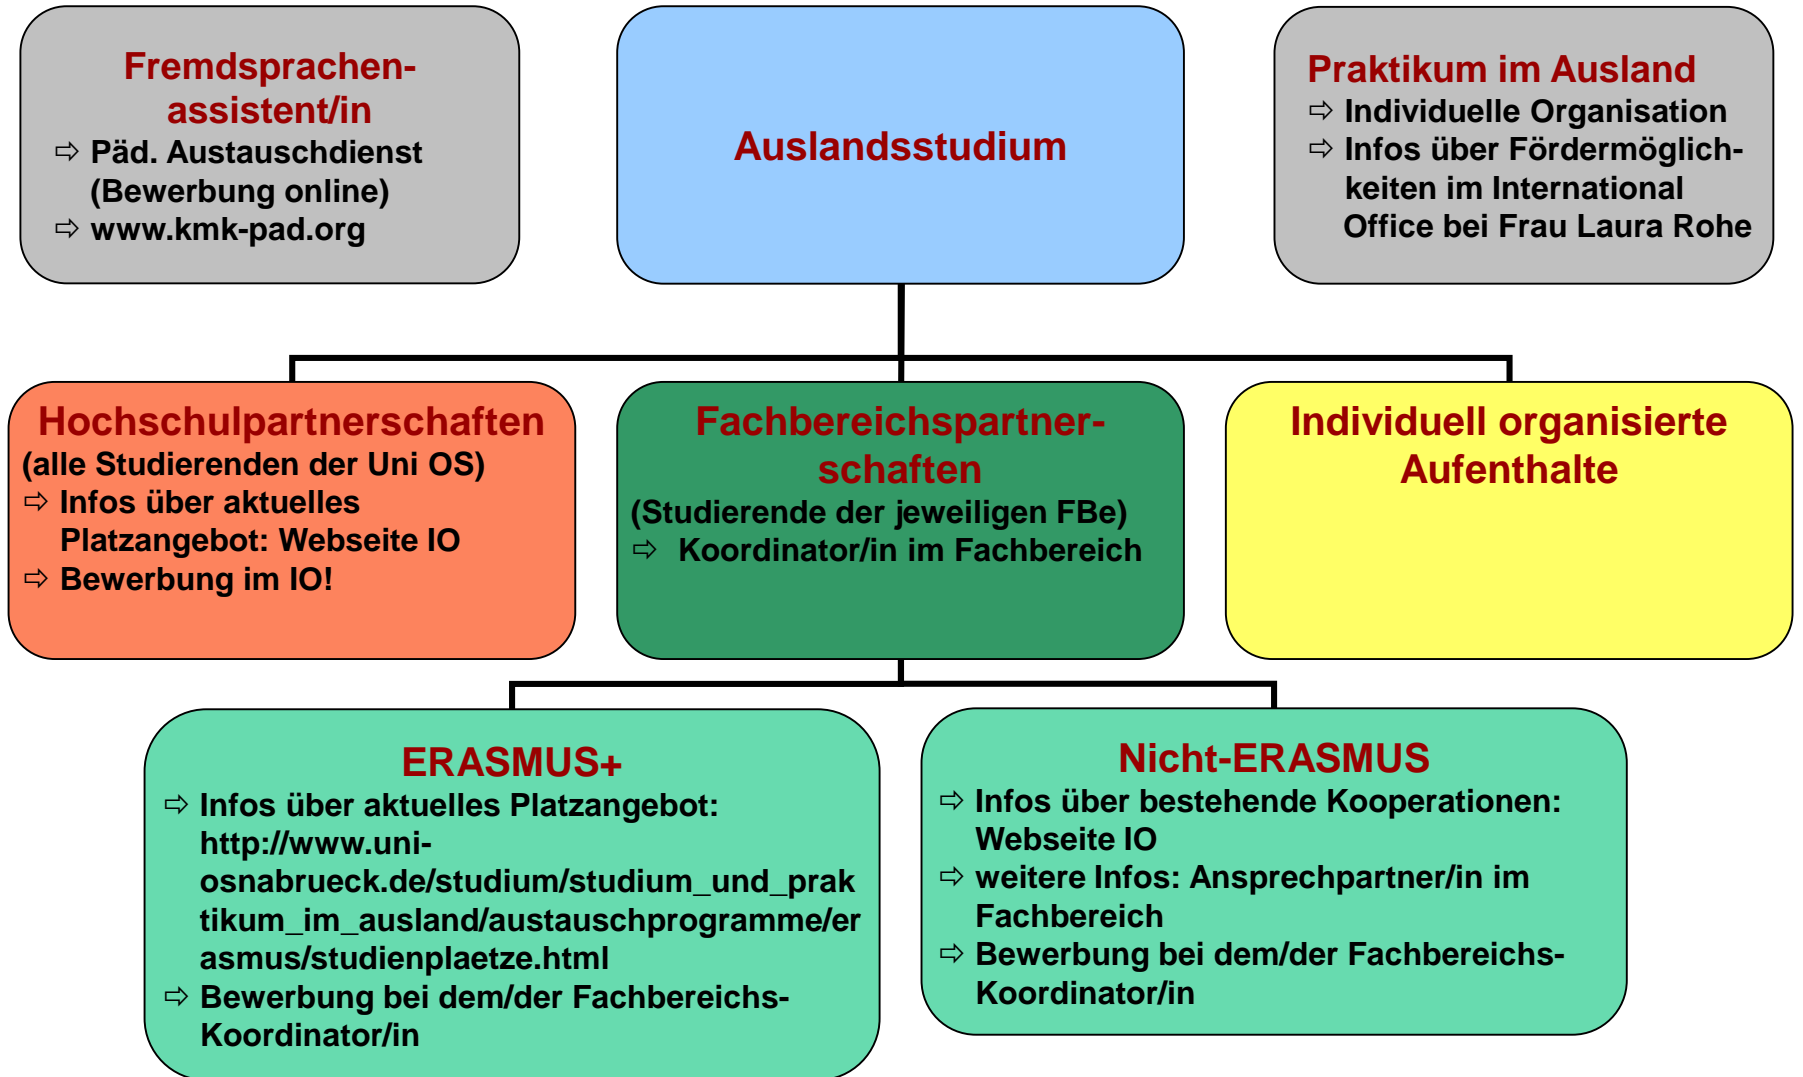 Fremdsprachen-
assistent/in
⇨ Päd. Austauschdienst
(Bewerbung online)
⇨ www.kmk-pad.org
Auslandsstudium
Praktikum im Ausland
⇨ Individuelle Organisation
⇨ Infos über Fördermöglich-
keiten im International
Office bei Frau Laura Rohe
Hochschulpartnerschaften
(alle Studierenden der Uni OS)
⇨ Infos über aktuelles
Platzangebot: Webseite IO
⇨ Bewerbung im IO!
Fachbereichspartner-
schaften
(Studierende der jeweiligen FBe)
⇨ Koordinator/in im Fachbereich
Individuell organisierte
Aufenthalte
ERASMUS+
⇨ Infos über aktuelles Platzangebot:
http://www.uni-
osnabrueck.de/studium/studium_und_prak
tikum_im_ausland/austauschprogramme/er
asmus/studienplaetze.html
⇨ Bewerbung bei dem/der Fachbereichs-
Koordinator/in
Nicht-ERASMUS
⇨ Infos über bestehende Kooperationen:
Webseite IO
⇨ weitere Infos: Ansprechpartner/in im
Fachbereich
⇨ Bewerbung bei dem/der Fachbereichs-
Koordinator/in